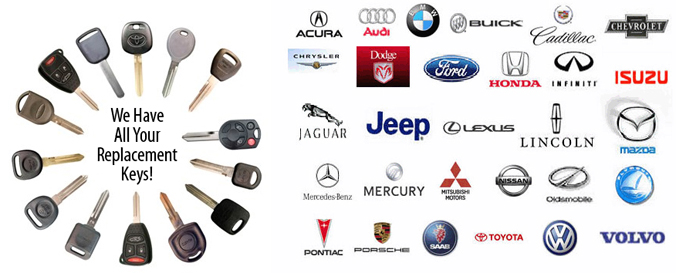 We Have
All Your
Replacement
Keys!
ACURA
Audi
BMW
BUICK
Cadillac
CHEVROLET
CHRYSLER
Dodge
Ford
HONDA
INFINITI
ISUZU
JAGUAR
Jeep
LEXUS
LINCOLN
mazda
Mercedes-Benz
MERCURY
MITSUBISHI
MOTORS
NISSAN
Oldsmobile
PONTIAC
PORSCHE
SAAB
TOYOTA
VOLVO